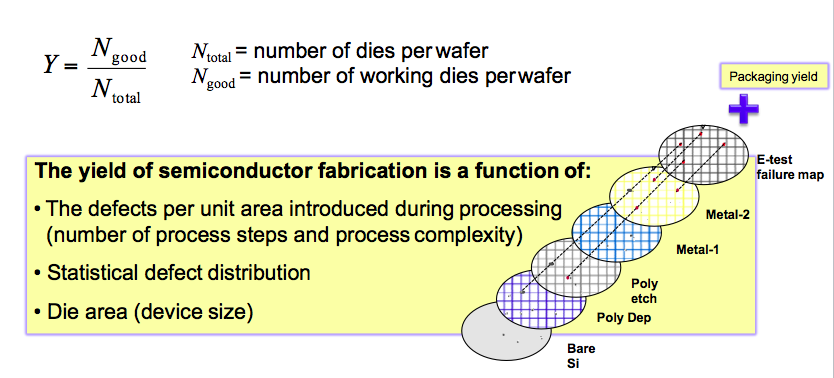 Y = N_good / N_total
N_total = number of dies per wafer
N_good = number of working dies per wafer
Packaging yield
The yield of semiconductor fabrication is a function of:
• The defects per unit area introduced during processing
(number of process steps and process complexity)
• Statistical defect distribution
• Die area (device size)
E-test
failure map
Metal-2
Metal-1
Poly
etch
Poly Dep
Bare
Si